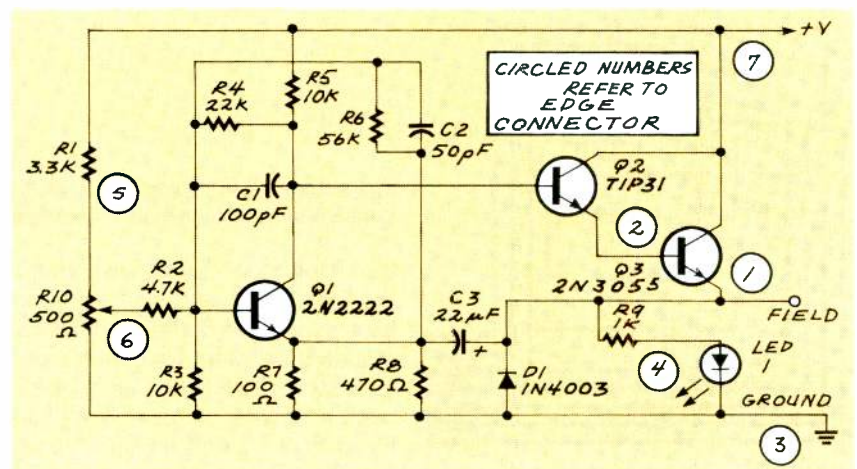 +V
7
CIRCLED NUMBERS
REFER TO
EDGE
CONNECTOR
R4
22K
R5
10K
R6
56K
C2
50pF
R1
3.3K
5
C1
100pF
Q2
TIP31
2
R2
4.7K
Q1
2N2222
Q3
2N3055
1
R10
500
Ω
6
C3
22µF
+
FIELD
R9
1K
LED
1
4
R3
10K
R7
100
Ω
R8
470Ω
D1
1N4003
GROUND
3